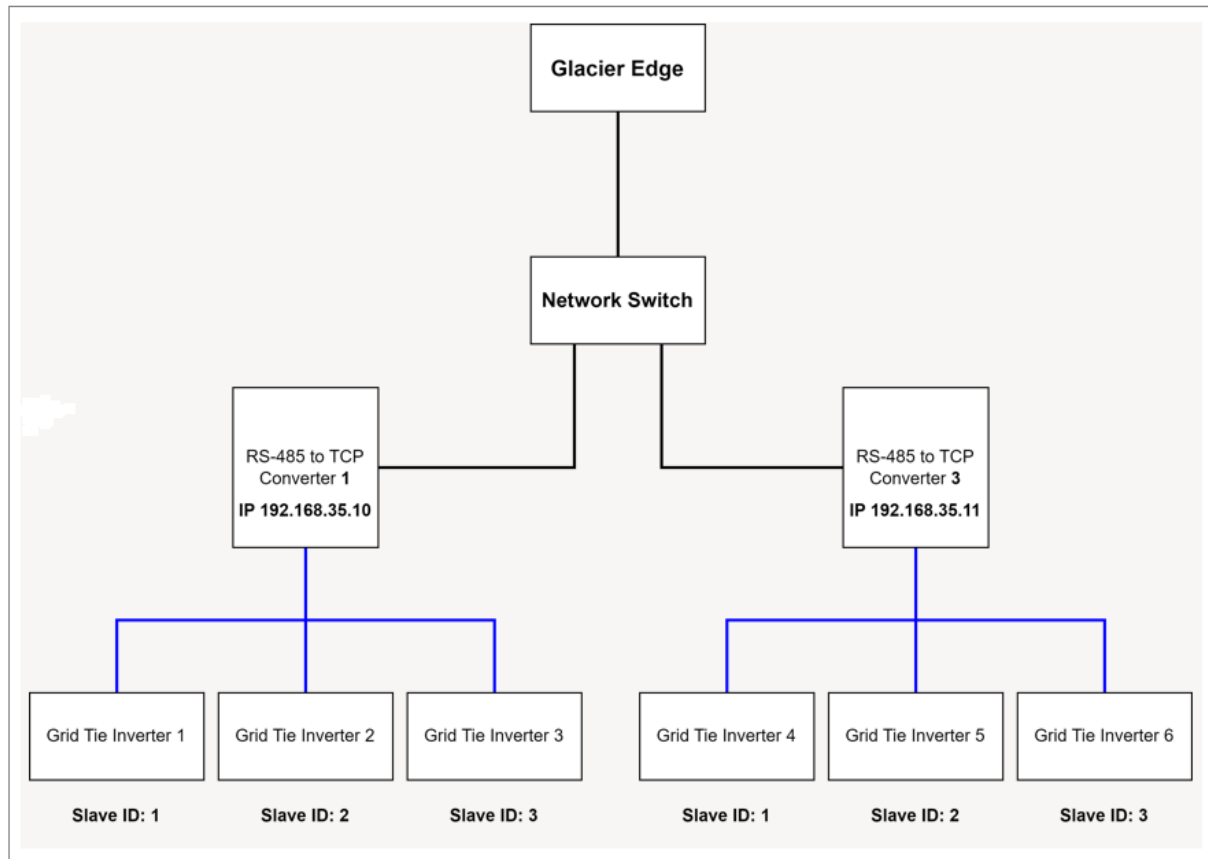 Glacier Edge
Network Switch
RS-485 to TCP
Converter 1
IP 192.168.35.10
RS-485 to TCP
Converter 3
IP 192.168.35.11
Grid Tie Inverter 1
Grid Tie Inverter 2
Grid Tie Inverter 3
Grid Tie Inverter 4
Grid Tie Inverter 5
Grid Tie Inverter 6
Slave ID: 1
Slave ID: 2
Slave ID: 3
Slave ID: 1
Slave ID: 2
Slave ID: 3